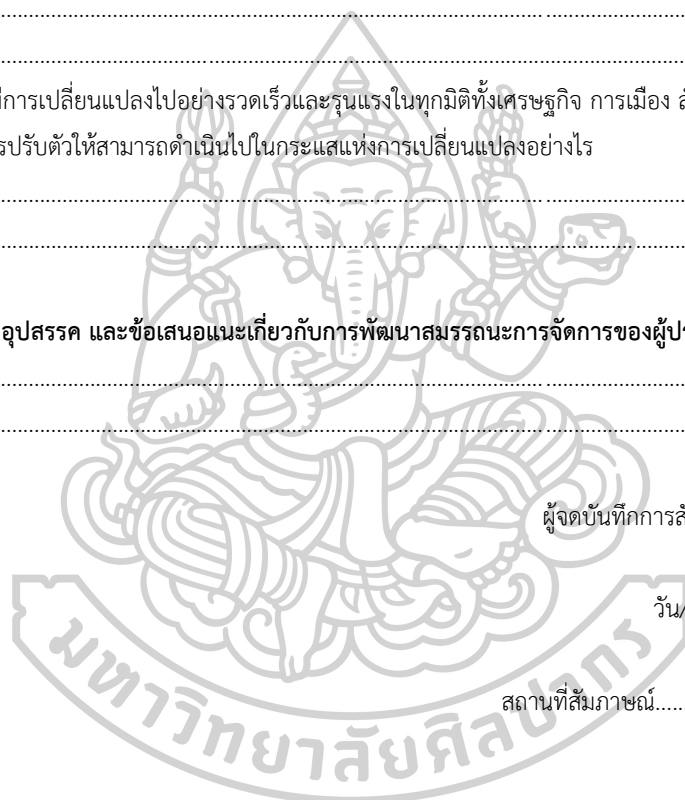 ................................................................................................................................
................................................................................................................................
การเปลี่ยนแปลงไปอย่างรวดเร็วและรุนแรงในทุกมิติทั้งเศรษฐกิจ การเมือง
รปรับตัวให้สามารถดำเนินไปในกระแสแห่งการเปลี่ยนแปลงอย่างไร
................................................................................................................................
................................................................................................................................
อุปสรรค และข้อเสนอแนะเกี่ยวกับการพัฒนาสมรรถนะการจัดการของ
................................................................................................................................
................................................................................................................................
ผู้จดบันทึกการ
วัน/
สถานที่สัมภาษณ์......
มหาวิทยาลัยศิลปากร